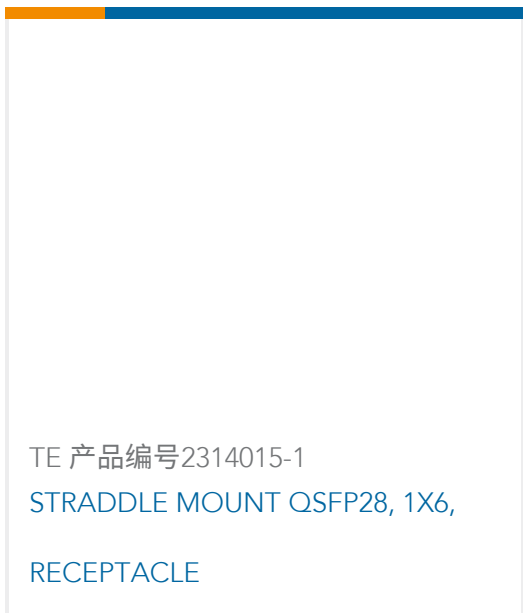 TE 产品编号2314015-1
STRADDLE MOUNT QSFP28, 1X6,
RECEPTACLE